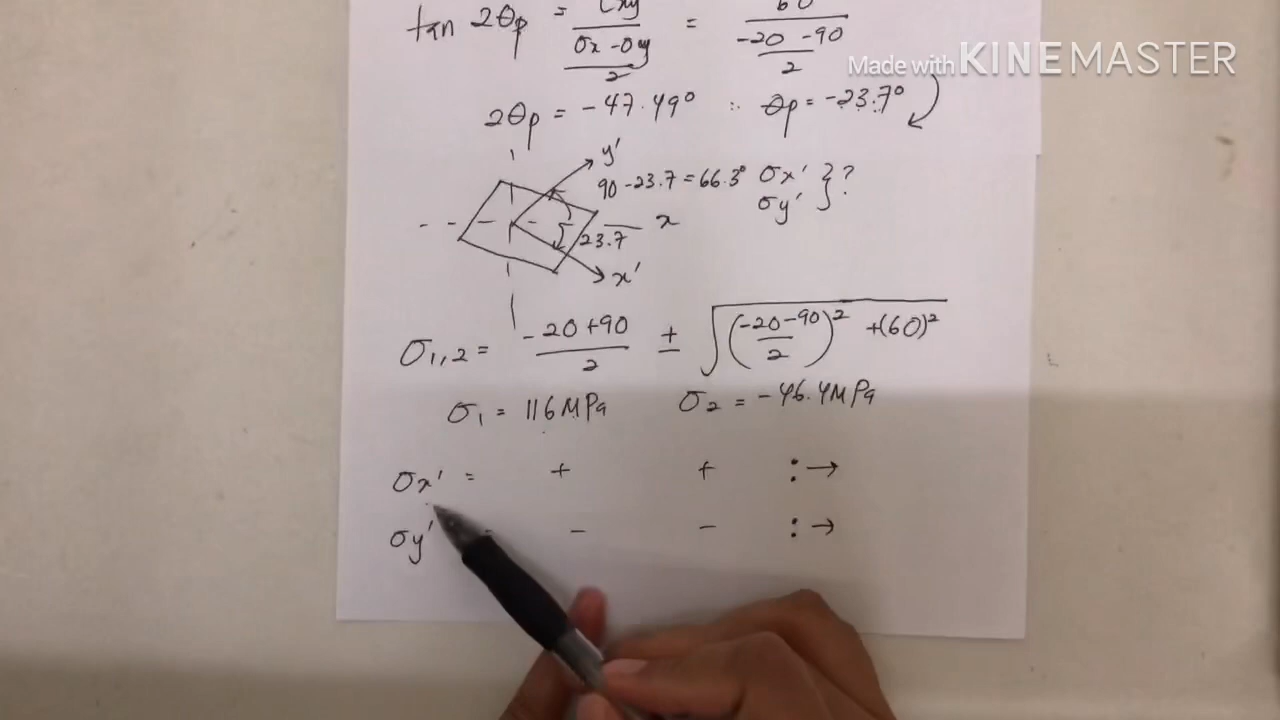 tan 2θp = τxy / ((σx - σy)/2) = 60 / ((-20 -90)/2)
Made with KINEMASTER
2θp = -47.49° ∴ θp = -23.7°
y'
90 -23.7 = 66.3° σx' } ?
σy'
23.7 x
x'
σ1,2 = (-20 +90)/2 ± √((-20 -90)/2)² +(60)²
σ1 = 116 MPa σ2 = -46.4 MPa
σx' = + + : →
σy' - - : →